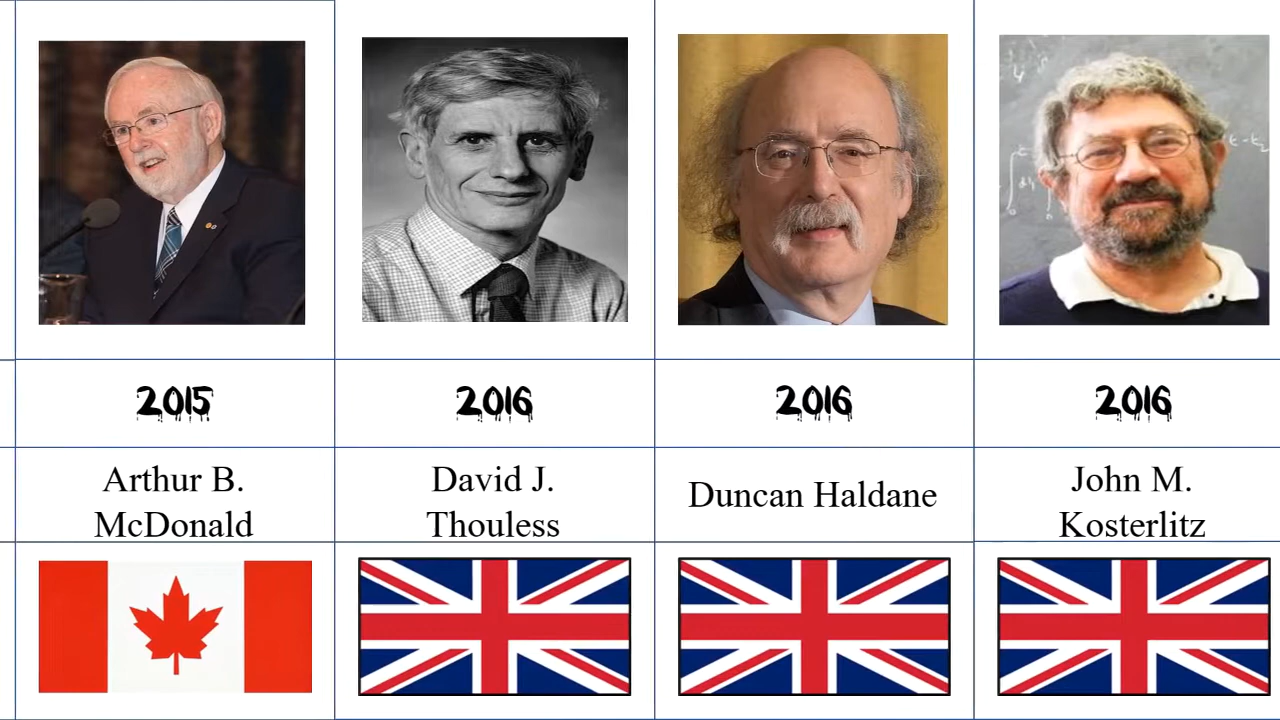 2015
2016
2016
2016
Arthur B.
McDonald
David J.
Thouless
Duncan Haldane
John M.
Kosterlitz